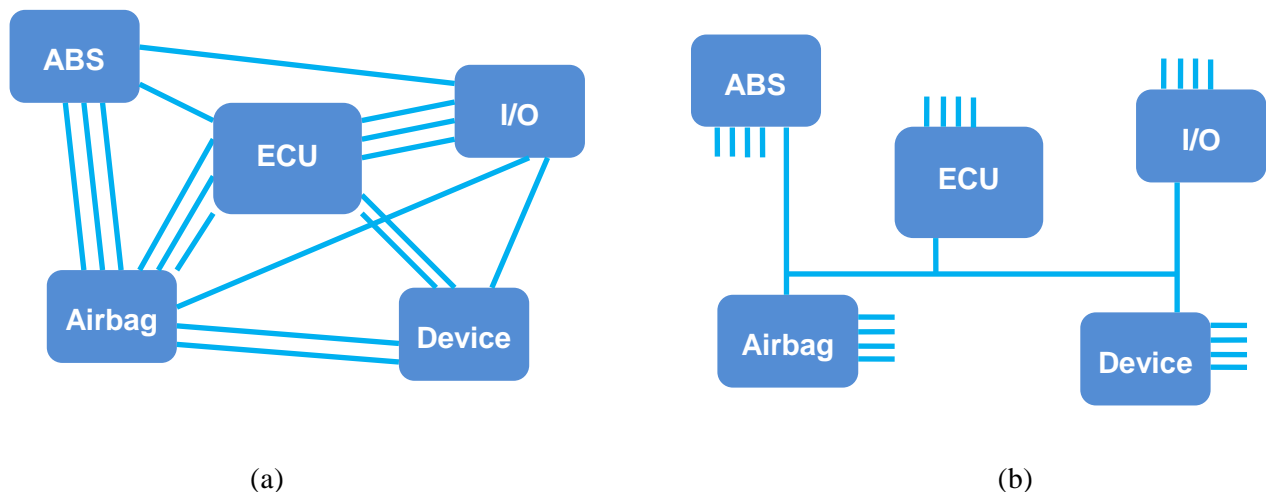 ABS
I/O
ECU
Airbag
Device
(a)
ABS
I/O
ECU
Airbag
Device
(b)